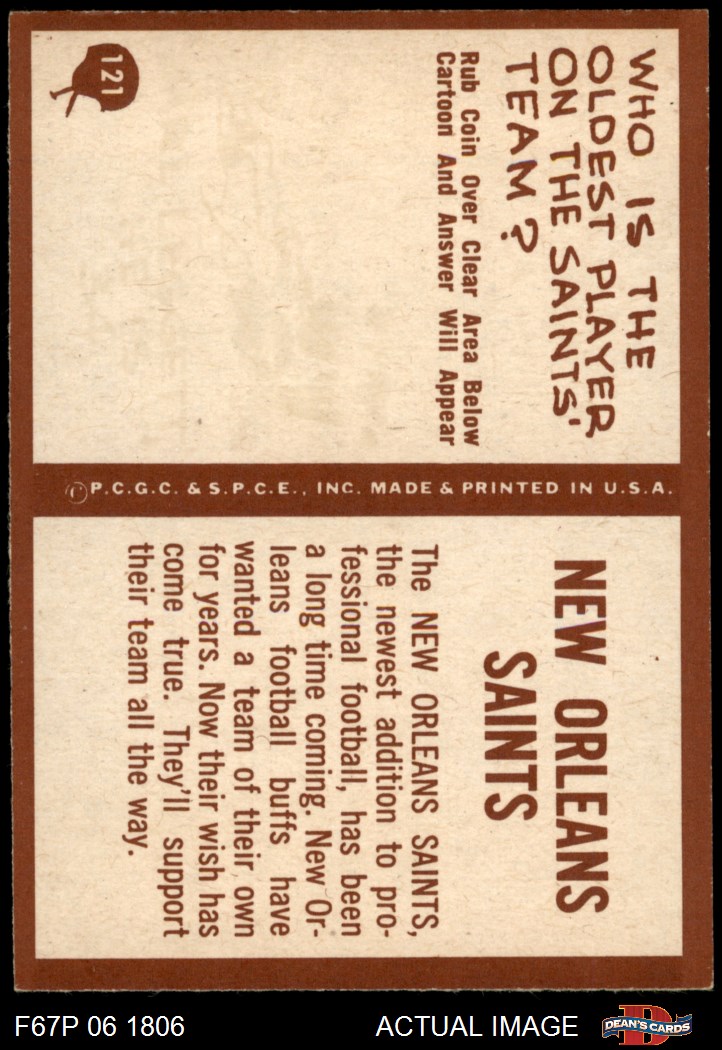 121
WHO IS THE
OLDEST PLAYER
ON THE SAINTS'
TEAM?
Rub Coin Over Clear Area Below
Cartoon And Answer Will Appear
©P.C.G.C. & S.P.C.E., INC. MADE & PRINTED IN U.S.A.
NEW ORLEANS
SAINTS
The NEW ORLEANS SAINTS,
the newest addition to pro-
fessional football, has been
a long time coming. New Or-
leans football buffs have
wanted a team of their own
for years. Now their wish has
come true. They'll support
their team all the way.
F67P 06 1806
ACTUAL IMAGE
D
DEAN'S CARDS